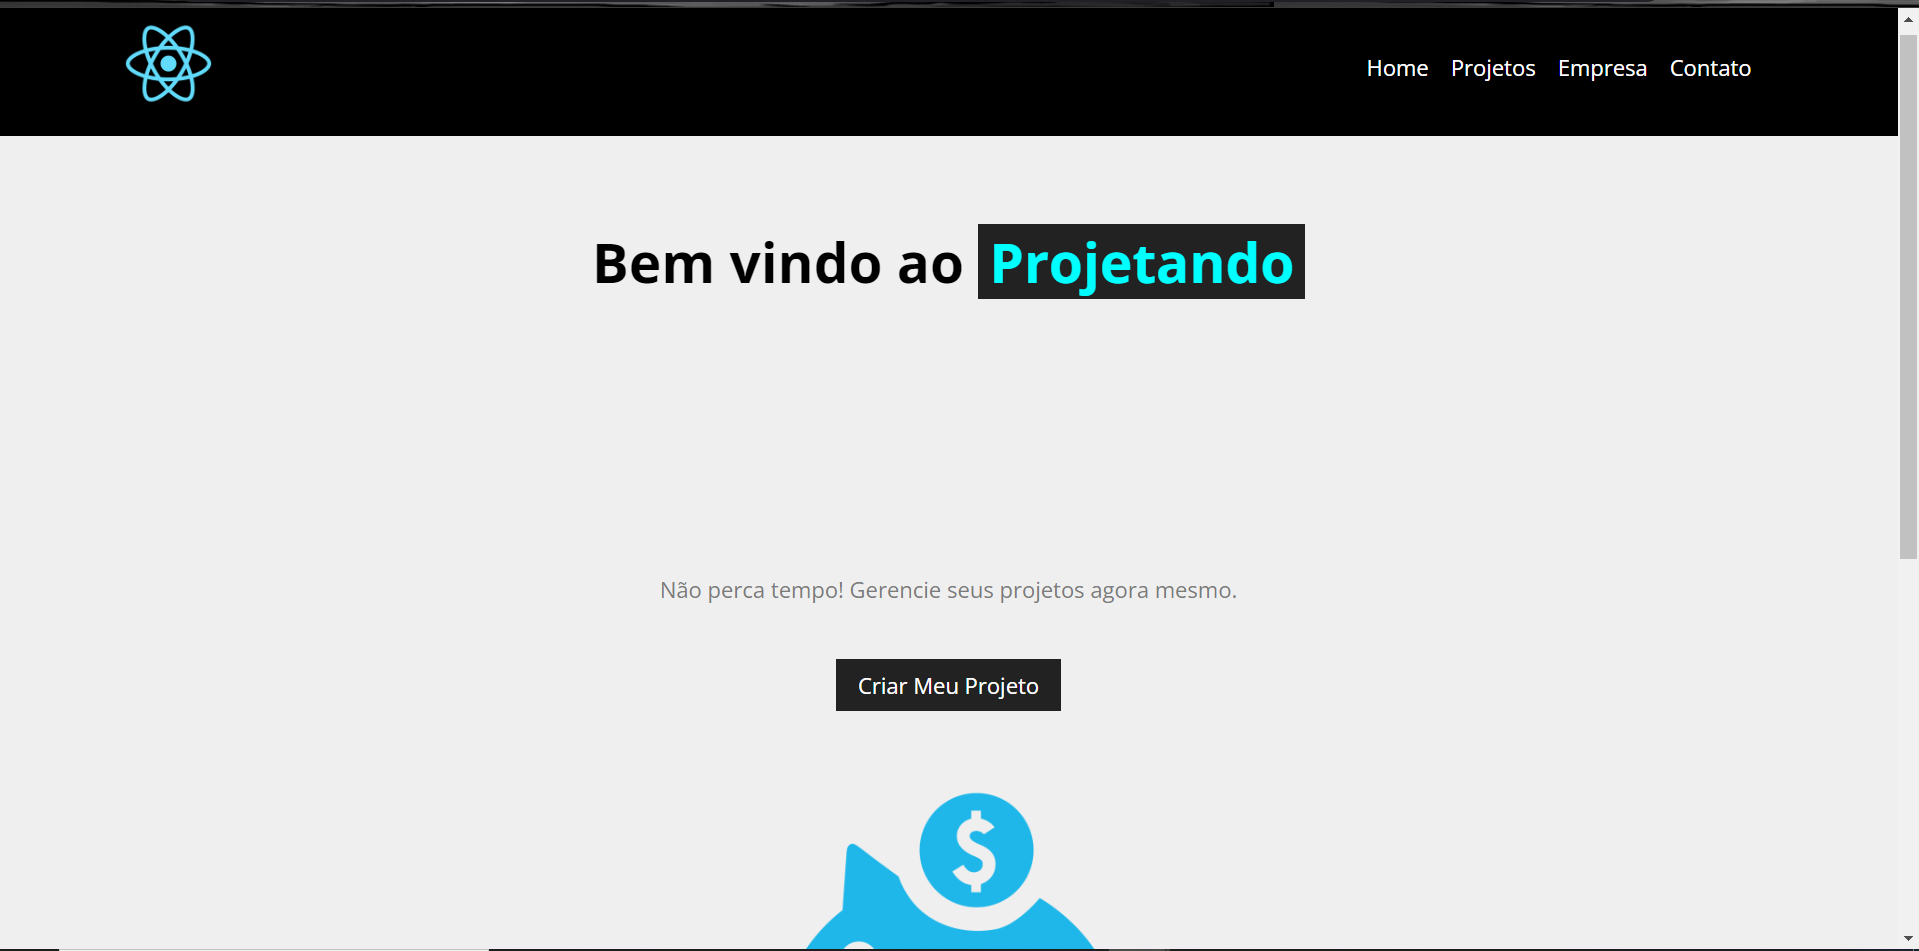 Home Projetos Empresa Contato
Bem vindo ao Projetando
Não perca tempo! Gerencie seus projetos agora mesmo.
Criar Meu Projeto
$